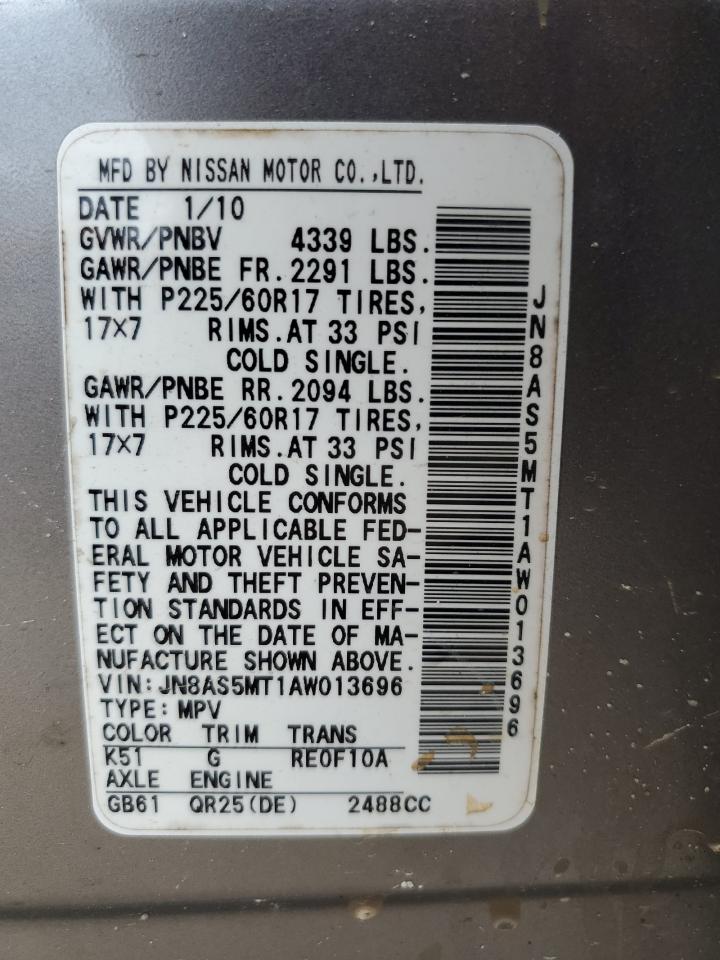 MFD BY NISSAN MOTOR CO.,LTD.
DATE 1/10
GVWR/PNBV 4339 LBS.
GAWR/PNBE FR.2291 LBS.
WITH P225/60R17 TIRES,
17×7 RIMS.AT 33 PSI
COLD SINGLE.
GAWR/PNBE RR.2094 LBS.
WITH P225/60R17 TIRES,
17×7 RIMS.AT 33 PSI
COLD SINGLE.
THIS VEHICLE CONFORMS
TO ALL APPLICABLE FED-
ERAL MOTOR VEHICLE SA-
FETY AND THEFT PREVEN-
TION STANDARDS IN EFF-
ECT ON THE DATE OF MA-
NUFACTURE SHOWN ABOVE.
VIN:JN8AS5MT1AW013696
TYPE:MPV
COLOR TRIM TRANS
K51 G RE0F10A
AXLE ENGINE
GB61 QR25(DE) 2488CC
JN8AS5MT1AW013696